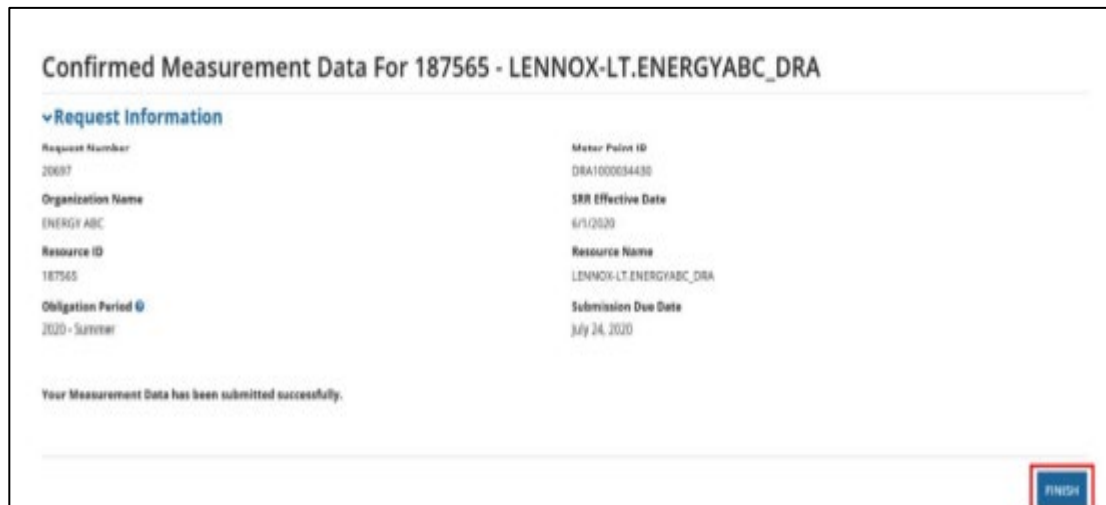 Confirmed Measurement Data For 187565 - LENNOX-LT.ENERGYABC_DRA
Request Information
Request Number
20697
Meter Point ID
DRA1000034430
Organization Name
ENERGY ABC
SRR Effective Date
6/1/2020
Resource ID
187565
Resource Name
LENNOX-LT.ENERGYABC_DRA
Obligation Period
2020 - Summer
Submission Due Date
July 24, 2020
Your Measurement Data has been submitted successfully.
FINISH